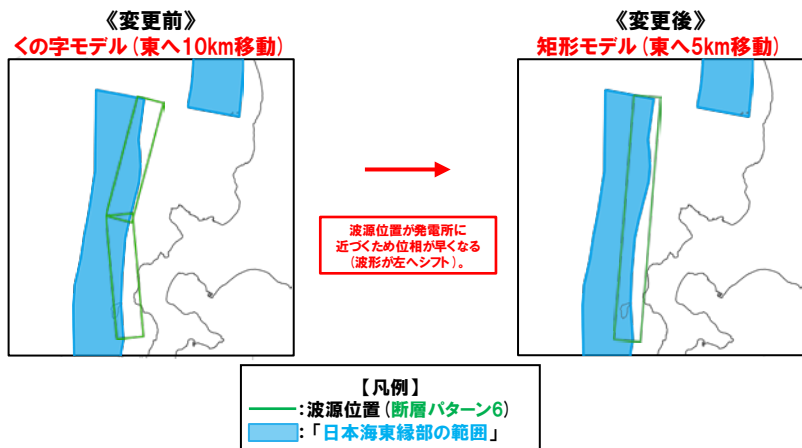 《変更前》
くの字モデル(東へ10km移動)
《変更後》
矩形モデル(東へ5km移動)
波源位置が発電所に
近づくため位相が早くなる
(波形が左へシフト)。
【凡例】
:波源位置(断層パターン6)
:「日本海東縁部の範囲」